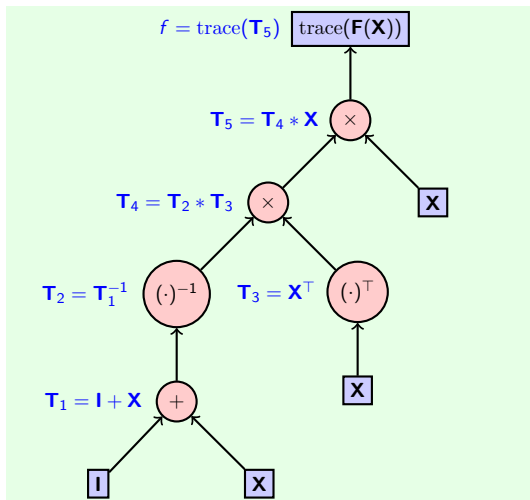 f = trace(T₅) trace(F(X))
T₅ = T₄ ∗ X ×
X
T₄ = T₂ ∗ T₃ ×
T₂ = T₁⁻¹ (·)⁻¹ T₃ = X^⊤ (·)^⊤
X
T₁ = I + X +
I X